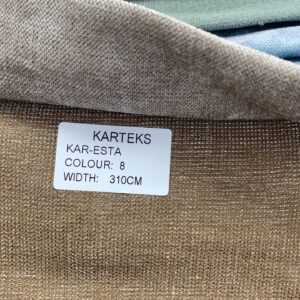 KARTEKS
KAR-ESTA
COLOUR: 8
WIDTH: 310CM